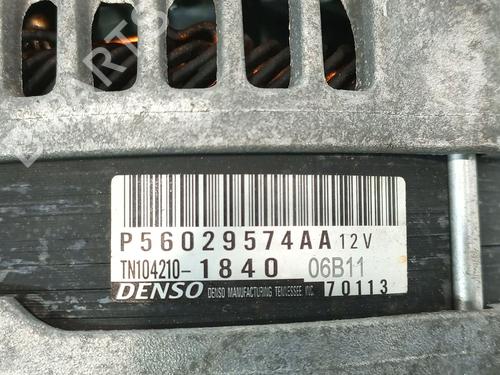 P56029574AA 12V
TN104210-1840 06B11
DENSO DENSO MANUFACTURING TENNESSEE, INC. 70113